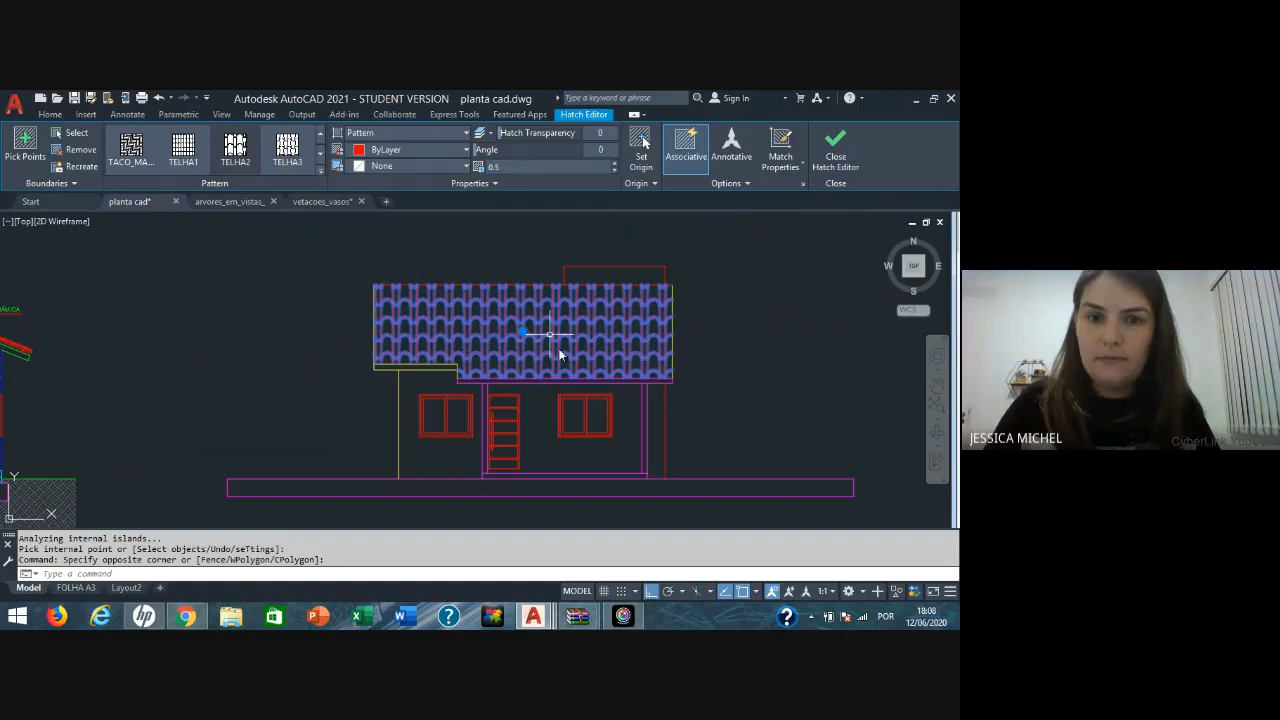 Autodesk AutoCAD 2021 - STUDENT VERSION planta cad.dwg
Type a keyword or phrase
Sign In
Home Insert Annotate Parametric View Manage Output Add-ins Collaborate Express Tools Featured Apps Hatch Editor
Pick Points
Select
Remove
Recreate
Boundaries
TACO_MA...
TELHA1
TELHA2
TELHA3
Pattern
Pattern
ByLayer
None
Hatch Transparency 0
Angle 0
0.5
Properties
Set Origin
Origin
Associative
Annotative
Match Properties
Options
Close Hatch Editor
Close
Start
planta cad*
arvores_em_vistas_
vetacoes_vasos*
[−][Top][2D Wireframe]
N
W TOP E
S
WCS
Y
X
JESSICA MICHEL
Analyzing internal islands...
Pick internal point or [Select objects/Undo/seTtings]:
Command: Specify opposite corner or [Fence/WPolygon/CPolygon]:
Type a command
Model FOLHA A3 Layout2 +
MODEL
1:1
POR
18:08
12/06/2020